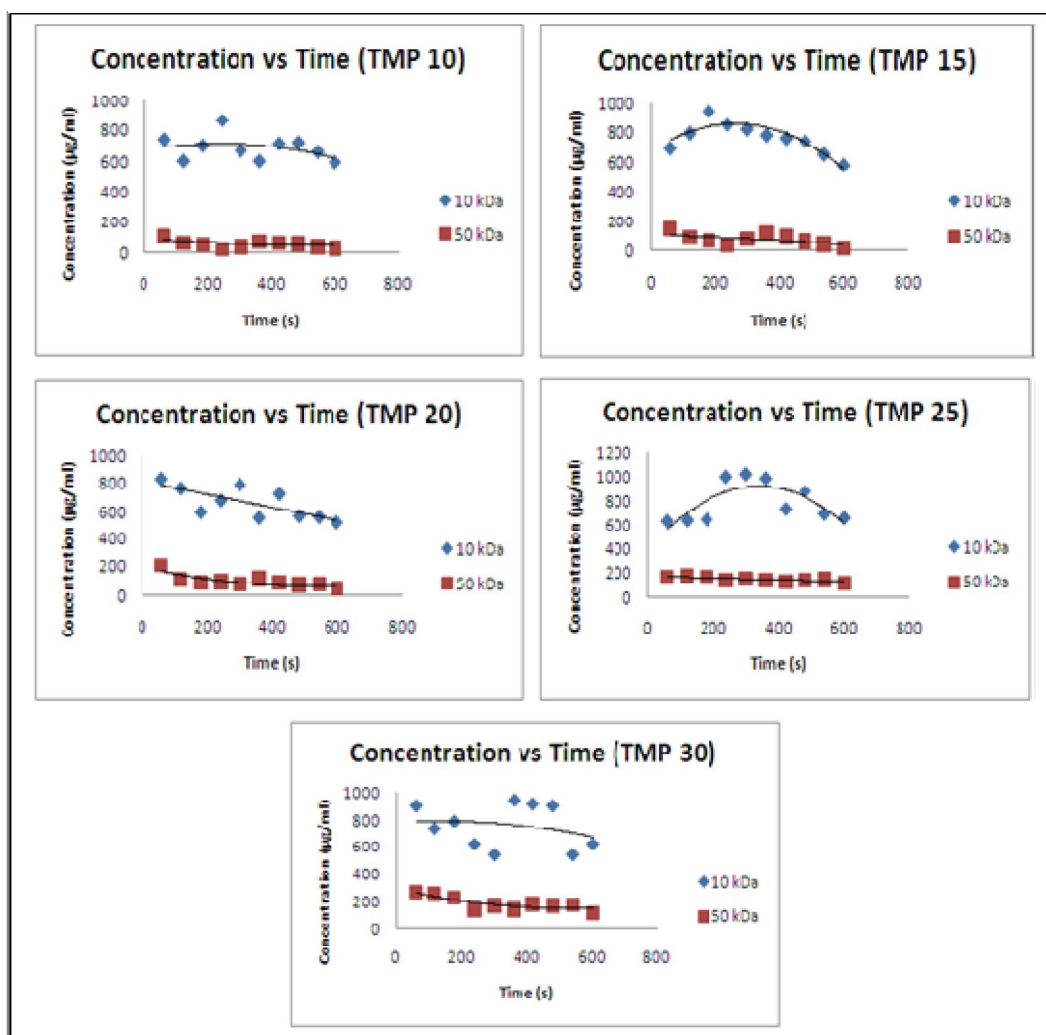 Concentration vs Time (TMP 10)
Concentration (µg/ml)
1000
800
600
400
200
0
0 200 400 600 800
Time (s)
10 kDa
50 kDa
Concentration vs Time (TMP 15)
Concentration (µg/ml)
1000
800
600
400
200
0
0 200 400 600 800
Time (s)
10 kDa
50 kDa
Concentration vs Time (TMP 20)
Concentration (µg/ml)
1000
800
600
400
200
0
0 200 400 600 800
Time (s)
10 kDa
50 kDa
Concentration vs Time (TMP 25)
Concentration (µg/ml)
1200
1000
800
600
400
200
0
0 200 400 600 800
Time (s)
10 kDa
50 kDa
Concentration vs Time (TMP 30)
Concentration (µg/ml)
1000
800
600
400
200
0
0 200 400 600 800
Time (s)
10 kDa
50 kDa